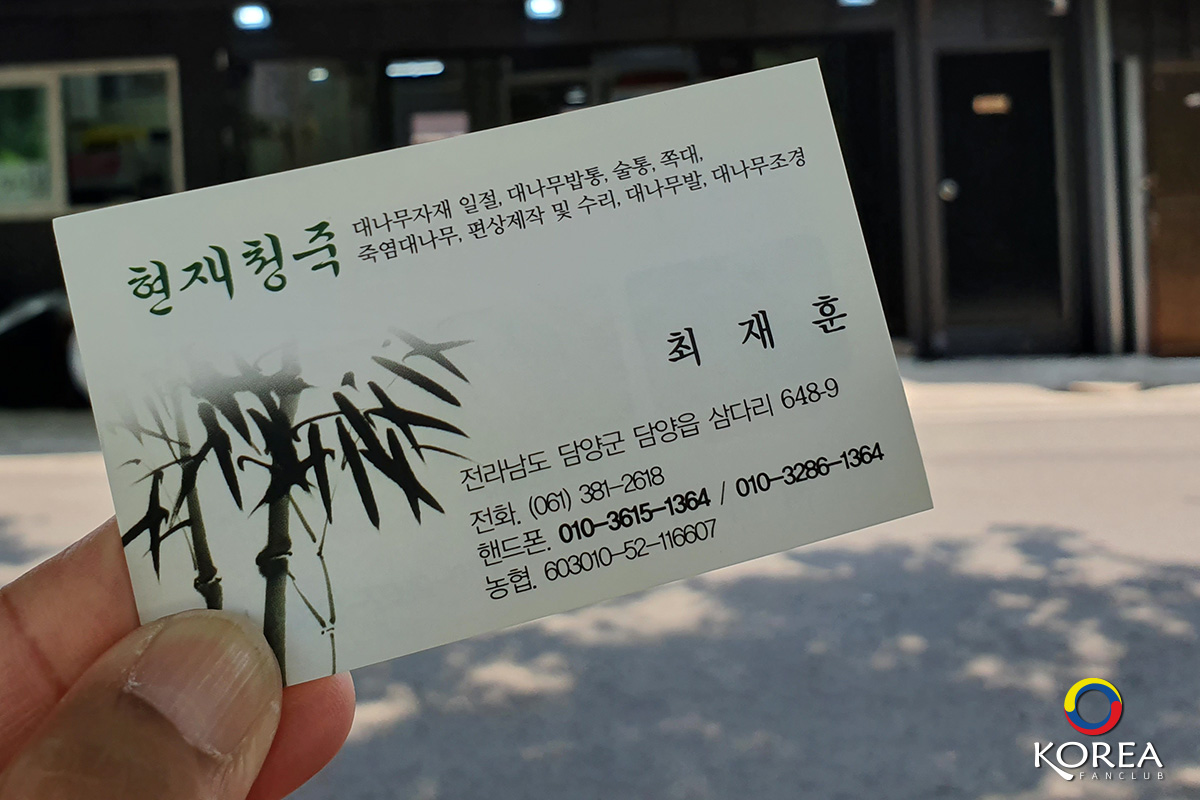 현재청죽
대나무자재 일절, 대나무밥통, 술통, 쪽대,
죽염대나무, 편상제작 및 수리, 대나무발, 대나무조경
최 재 훈
전라남도 담양군 담양읍 삼다리 648-9
전화. (061) 381-2618
핸드폰. 010-3615-1364 / 010-3286-1364
농협. 603010-52-116607
KOREA
FANCLUB